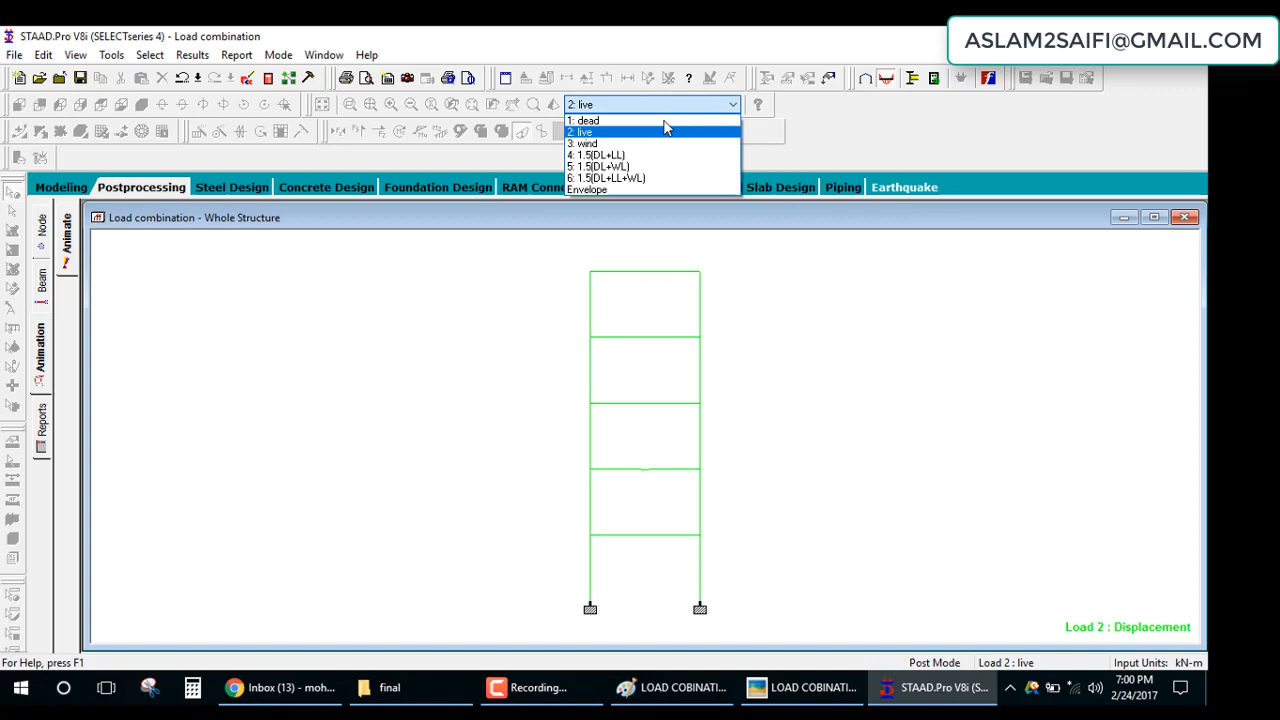 ASLAM2SAIFI@GMAIL.COM
STAAD.Pro V8i (SELECTseries 4) - Load combination
File Edit View Tools Select Results Report Mode Window Help
2: live
1: dead
2: live
3: wind
4: 1.5(DL+LL)
5: 1.5(DL+WL)
6: 1.5(DL+LL+WL)
Envelope
Modeling Postprocessing Steel Design Concrete Design Foundation Design RAM Conn Slab Design Piping Earthquake
Load combination - Whole Structure
Node
Beam
Animation
Reports
Animate
Load 2 : Displacement
For Help, press F1
Post Mode
Load 2 : live
Input Units: kN-m
Inbox (13) - moh...
final
Recording...
LOAD COBINATI...
LOAD COBINATI...
STAAD.Pro V8i (S...
7:00 PM
2/24/2017